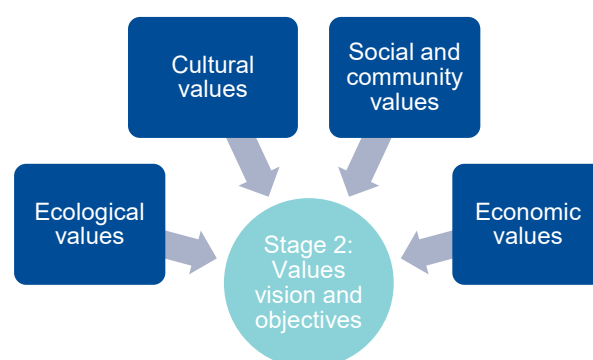 Cultural
values
Social and
community
values
Ecological
values
Economic
values
Stage 2:
Values
vision and
objectives